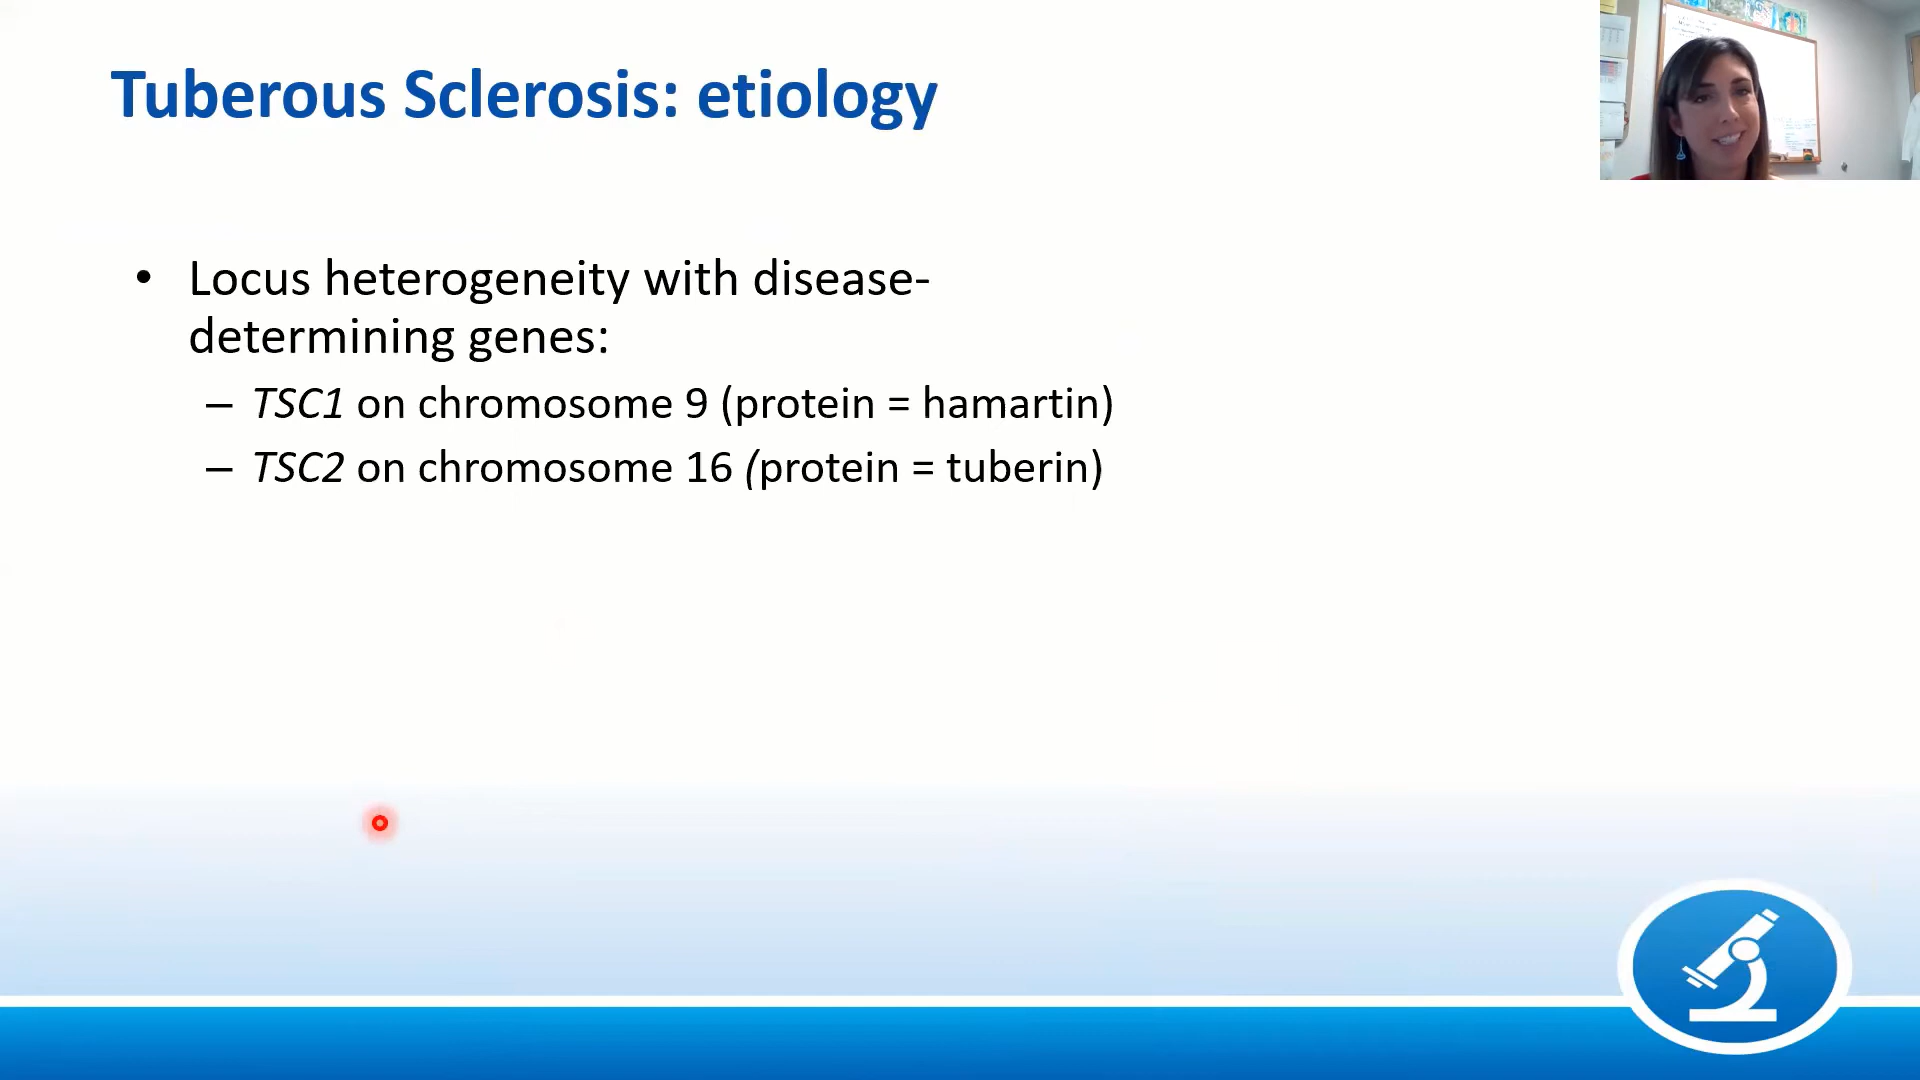 Tuberous Sclerosis: etiology
• Locus heterogeneity with disease-
determining genes:
– TSC1 on chromosome 9 (protein = hamartin)
– TSC2 on chromosome 16 (protein = tuberin)